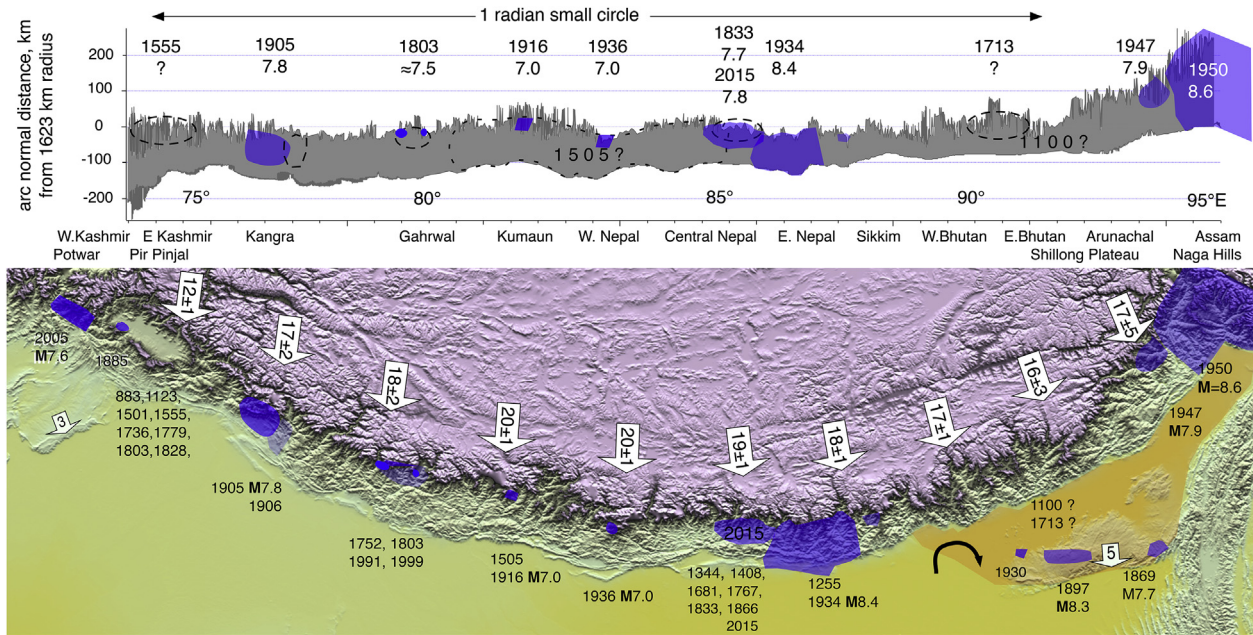 1 radian small circle
arc normal distance, km
from 1623 km radius
200
100
0
-100
-200
1555
?
1905
7.8
1803
≈7.5
1916
7.0
1936
7.0
1833
7.7
2015
7.8
1934
8.4
1713
?
1947
7.9
1950
8.6
1505?
1100?
75°
80°
85°
90°
95°E
W.Kashmir
Potwar
E Kashmir
Pir Pinjal
Kangra
Gahrwal
Kumaun
W. Nepal
Central Nepal
E. Nepal
Sikkim
W.Bhutan
E.Bhutan
Shillong Plateau
Arunachal
Assam
Naga Hills
12±1
17±2
18±2
20±1
20±1
19±1
18±1
17±1
16±3
17±5
2005
M7.6
1885
3
883,1123,
1501,1555,
1736,1779,
1803,1828,
1905 M7.8
1906
1752, 1803
1991, 1999
1505
1916 M7.0
1936 M7.0
2015
1344, 1408,
1681, 1767,
1833, 1866
2015
1255
1934 M8.4
1100 ?
1713 ?
1930
5
1897
M8.3
1869
M7.7
1947
M7.9
1950
M=8.6